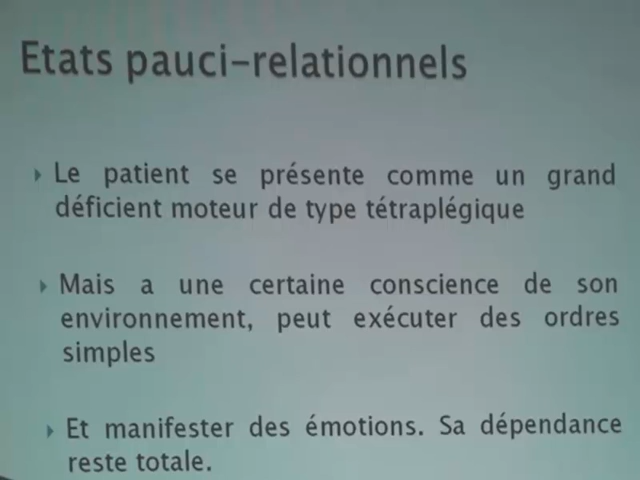 Etats pauci-relationnels
Le patient se présente comme un grand
déficient moteur de type tétraplégique
Mais a une certaine conscience de son
environnement, peut exécuter des ordres
simples
Et manifester des émotions. Sa dépendance
reste totale.